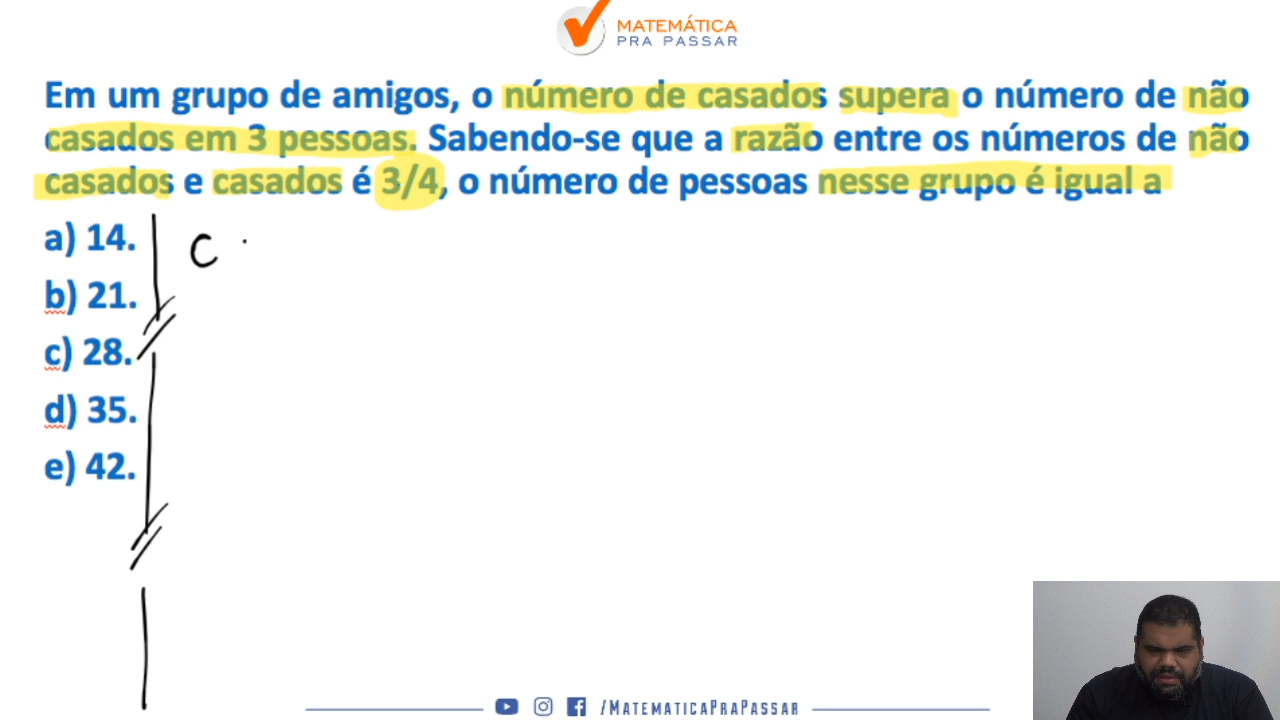 MATEMÁTICA
PRA PASSAR
Em um grupo de amigos, o número de casados supera o número de não
casados em 3 pessoas. Sabendo-se que a razão entre os números de não
casados e casados é 3/4, o número de pessoas nesse grupo é igual a
a) 14.
C
b) 21.
c) 28.
d) 35.
e) 42.
/MATEMATICAPRAPASSAR